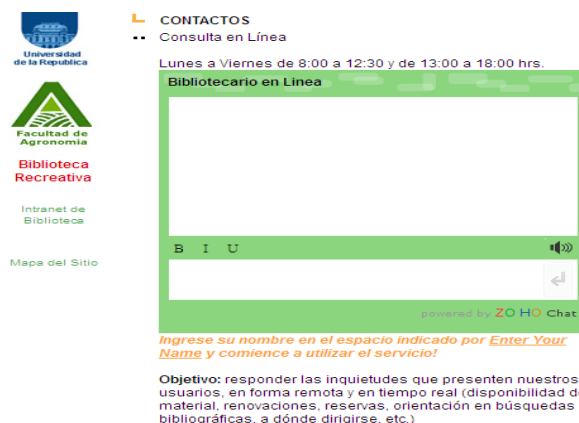 Universidad
de la Republica
Facultad de
Agronomia
Biblioteca
Recreativa
Intranet de
Biblioteca
Mapa del Sitio
CONTACTOS
Consulta en Línea
Lunes a Viernes de 8:00 a 12:30 y de 13:00 a 18:00 hrs.
Bibliotecario en Linea
B I U
powered by ZOHO Chat
Ingrese su nombre en el espacio indicado por Enter Your
Name y comience a utilizar el servicio!
Objetivo: responder las inquietudes que presenten nuestros
usuarios, en forma remota y en tiempo real (disponibilidad d
material, renovaciones, reservas, orientación en búsquedas
bibliográficas, a dónde dirigirse, etc.)